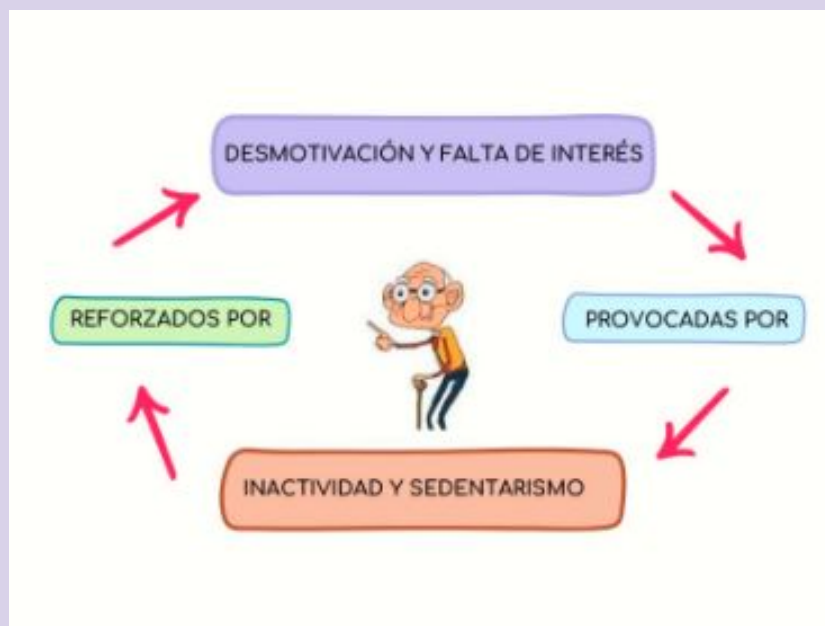 DESMOTIVACIÓN Y FALTA DE INTERÉS
REFORZADOS POR
PROVOCADAS POR
INACTIVIDAD Y SEDENTARISMO